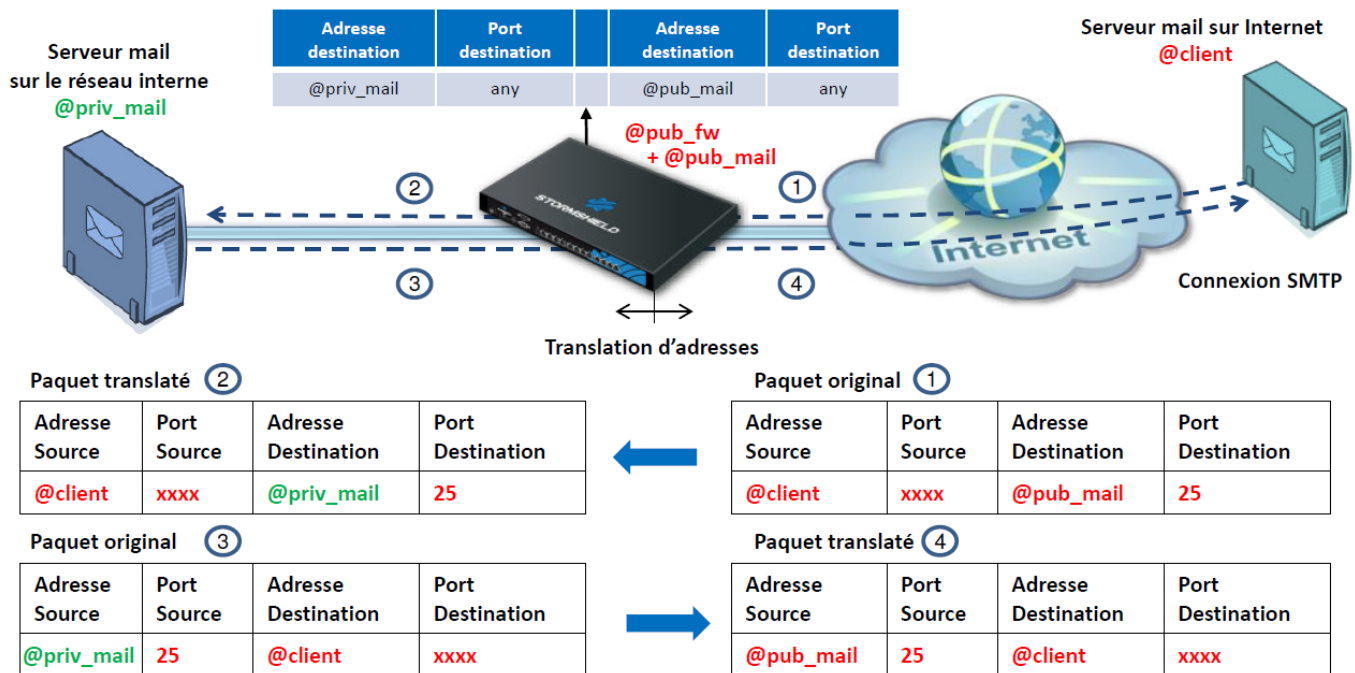 Adresse destination | Port destination | | Adresse destination | Port destination
@priv_mail | any | | @pub_mail | any
Serveur mail
sur le réseau interne
@priv_mail
Serveur mail sur Internet
@client
@pub_fw
+ @pub_mail
2
1
STORMSHIELD
Internet
3
4
Connexion SMTP
Translation d'adresses
Paquet translaté 2
Adresse Source | Port Source | Adresse Destination | Port Destination
@client | xxxx | @priv_mail | 25
Paquet original 1
Adresse Source | Port Source | Adresse Destination | Port Destination
@client | xxxx | @pub_mail | 25
Paquet original 3
Adresse Source | Port Source | Adresse Destination | Port Destination
@priv_mail | 25 | @client | xxxx
Paquet translaté 4
Adresse Source | Port Source | Adresse Destination | Port Destination
@pub_mail | 25 | @client | xxxx